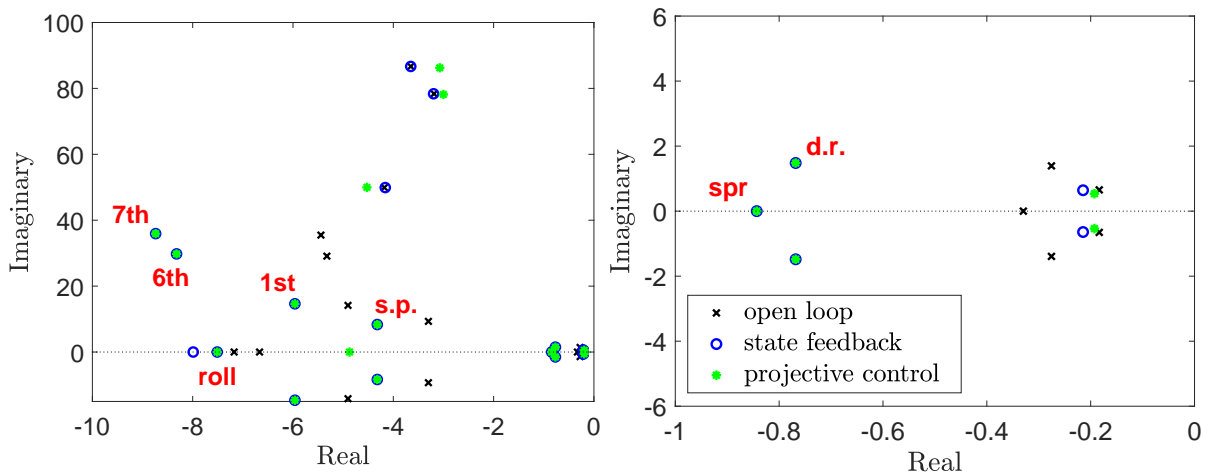 100
80
60
40
20
0
-10
-8
-6
-4
-2
0
Imaginary
Real
7th
6th
1st
s.p.
roll
6
4
2
0
-2
-4
-6
-1
-0.8
-0.6
-0.4
-0.2
0
Imaginary
Real
d.r.
spr
open loop
state feedback
projective control